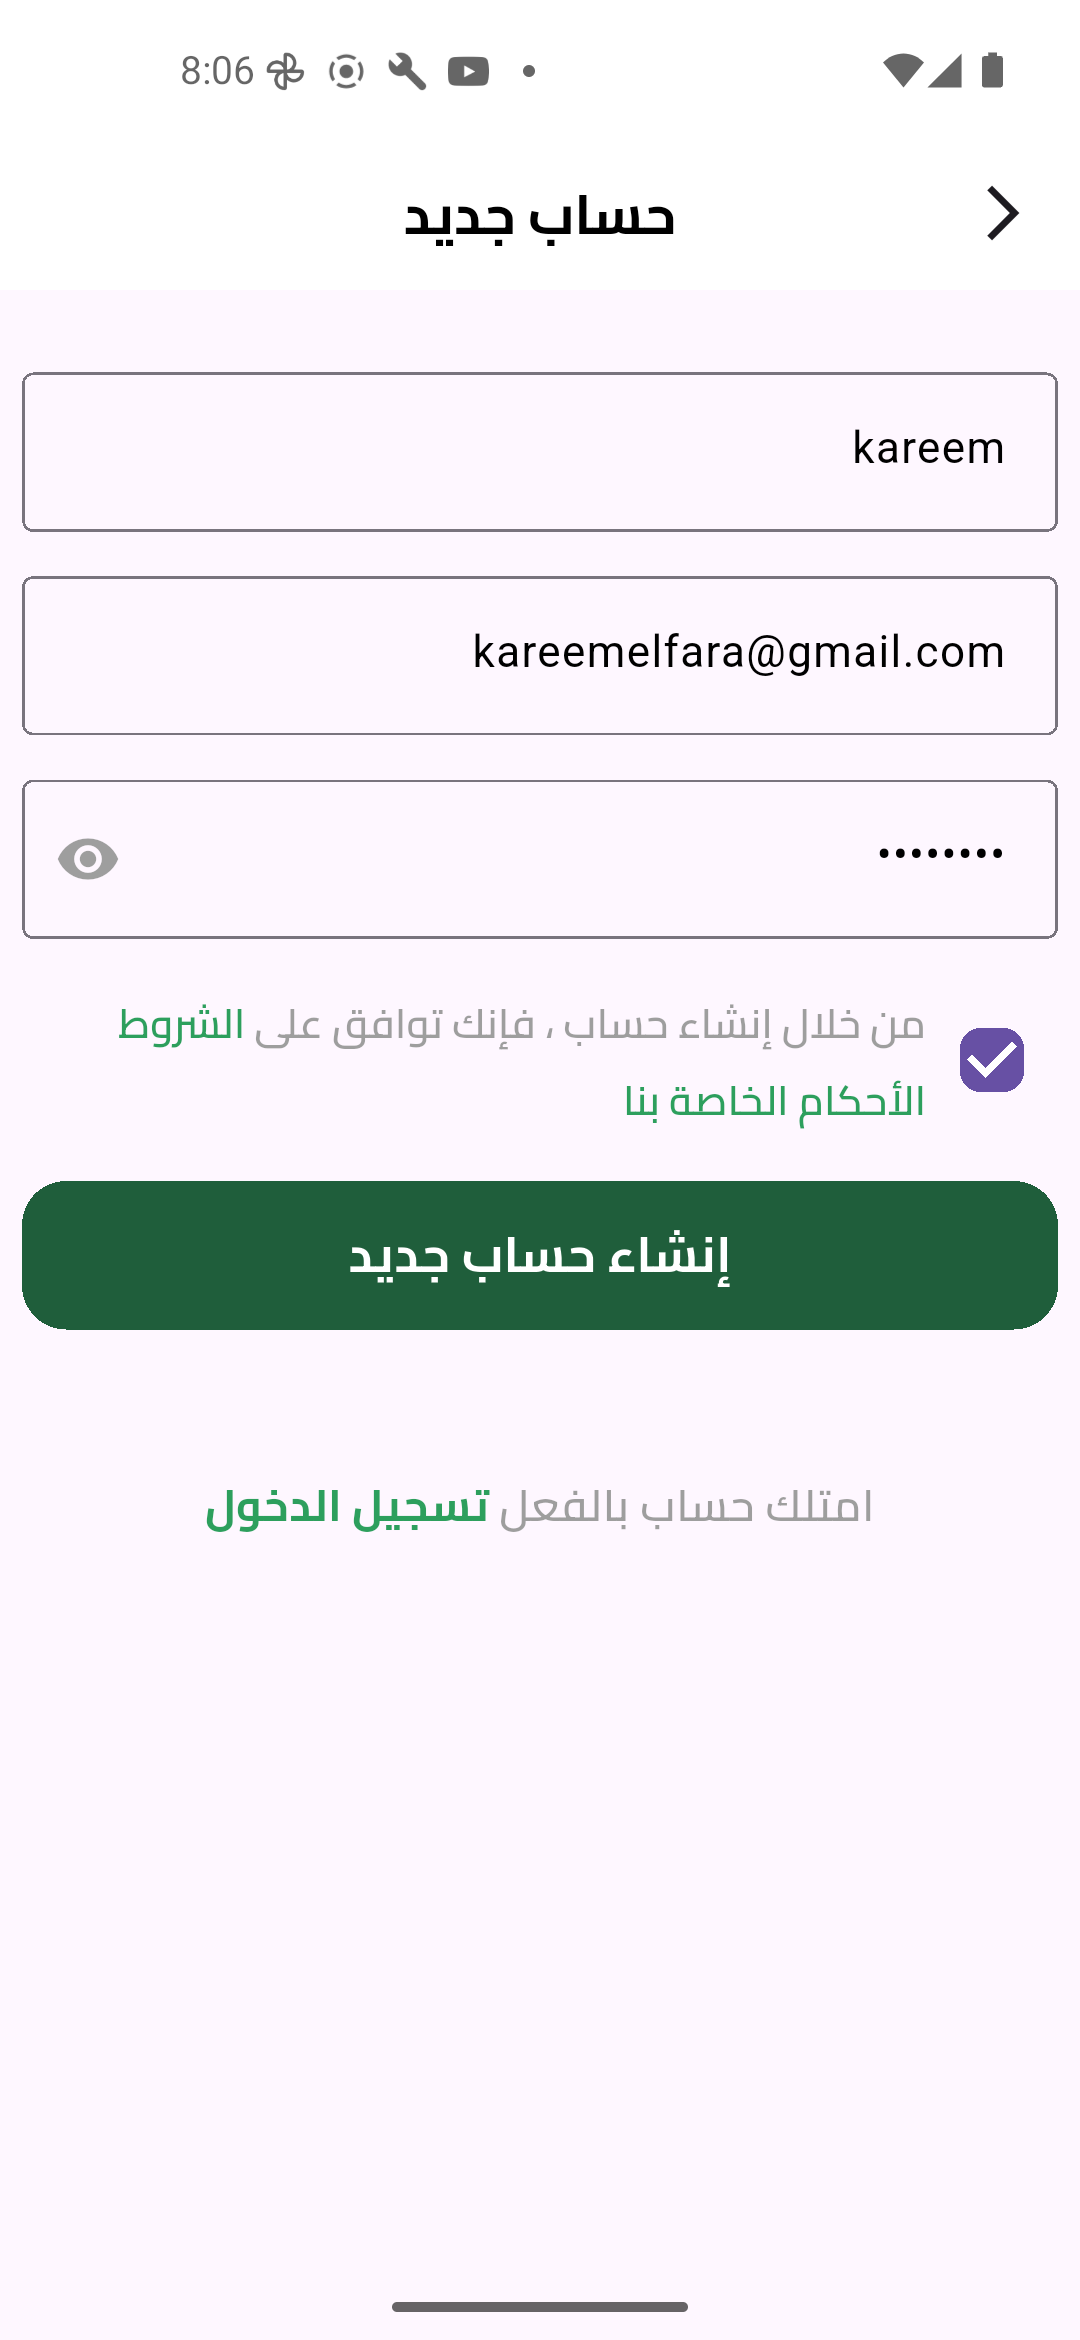 8:06
حساب جديد
kareem
kareemelfara@gmail.com
••••••••
من خلال إنشاء حساب ، فإنك توافق على الشروط
الأحكام الخاصة بنا
إنشاء حساب جديد
امتلك حساب بالفعل تسجيل الدخول